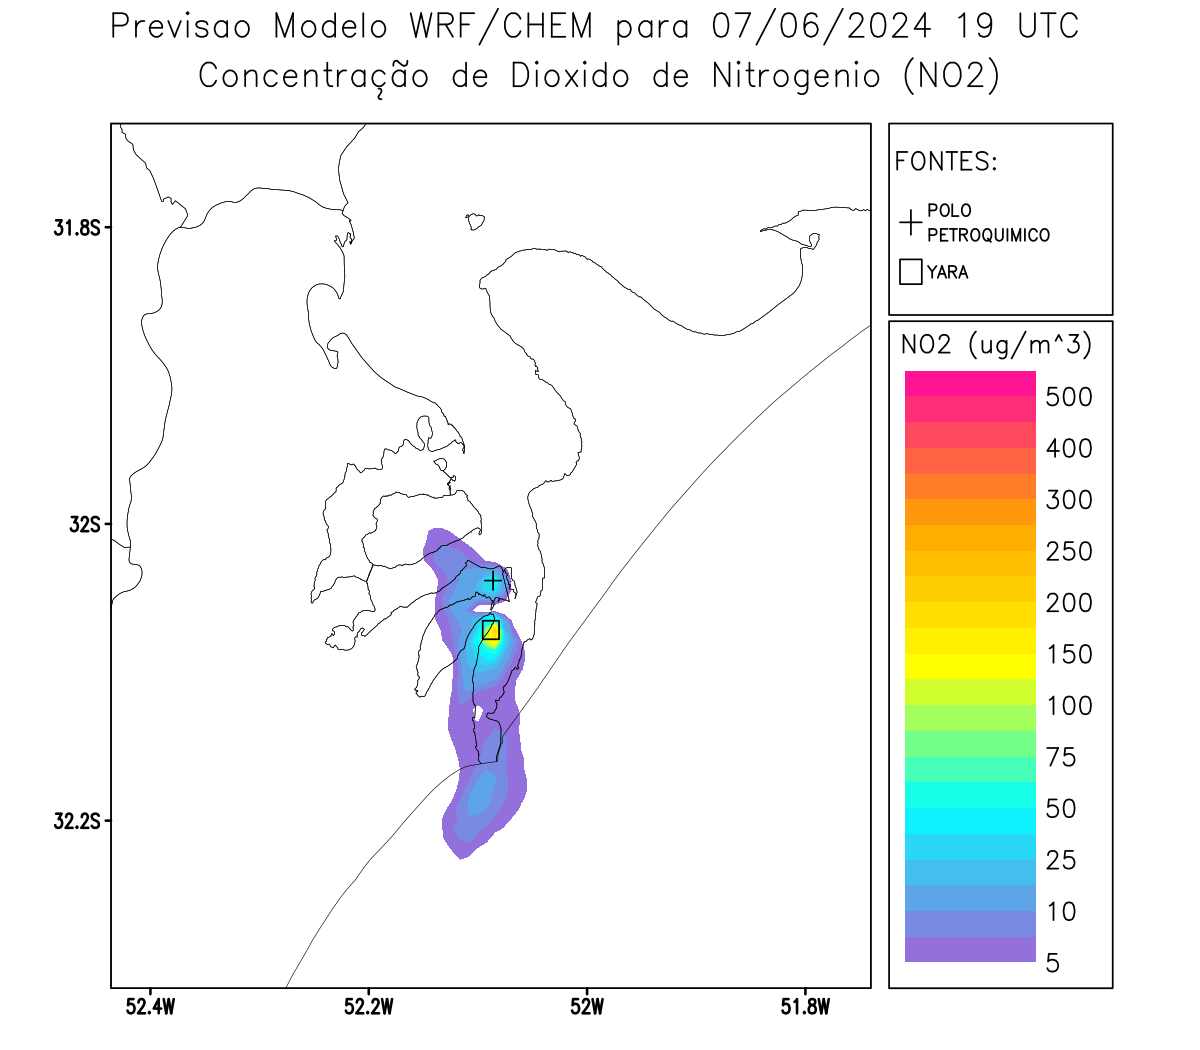 Previsao Modelo WRF/CHEM para 07/06/2024 19 UTC
Concentração de Dioxido de Nitrogenio (NO2)
FONTES:
POLO
PETROQUIMICO
YARA
NO2 (ug/m^3)
500
400
300
250
200
150
100
75
50
25
10
5
31.8S
32S
32.2S
52.4W
52.2W
52W
51.8W